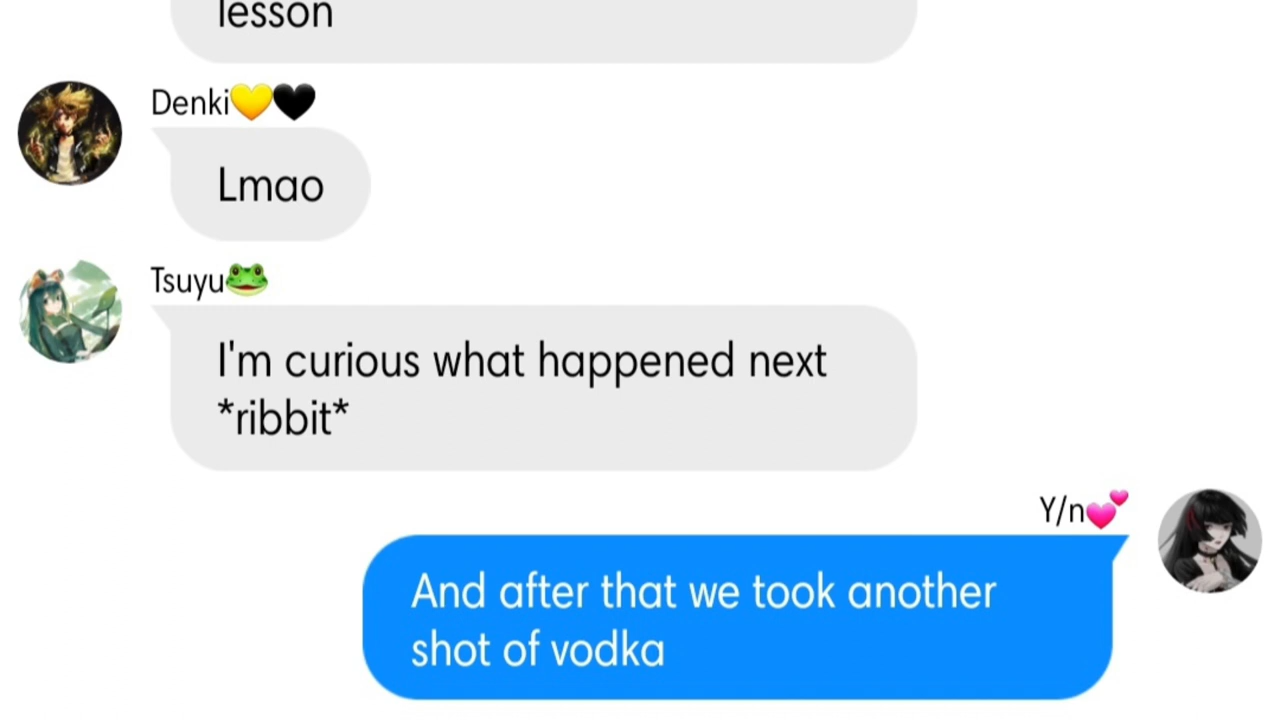 lesson
Denki💛🖤
Lmao
Tsuyu🐸
I'm curious what happened next
*ribbit*
Y/n💕
And after that we took another
shot of vodka